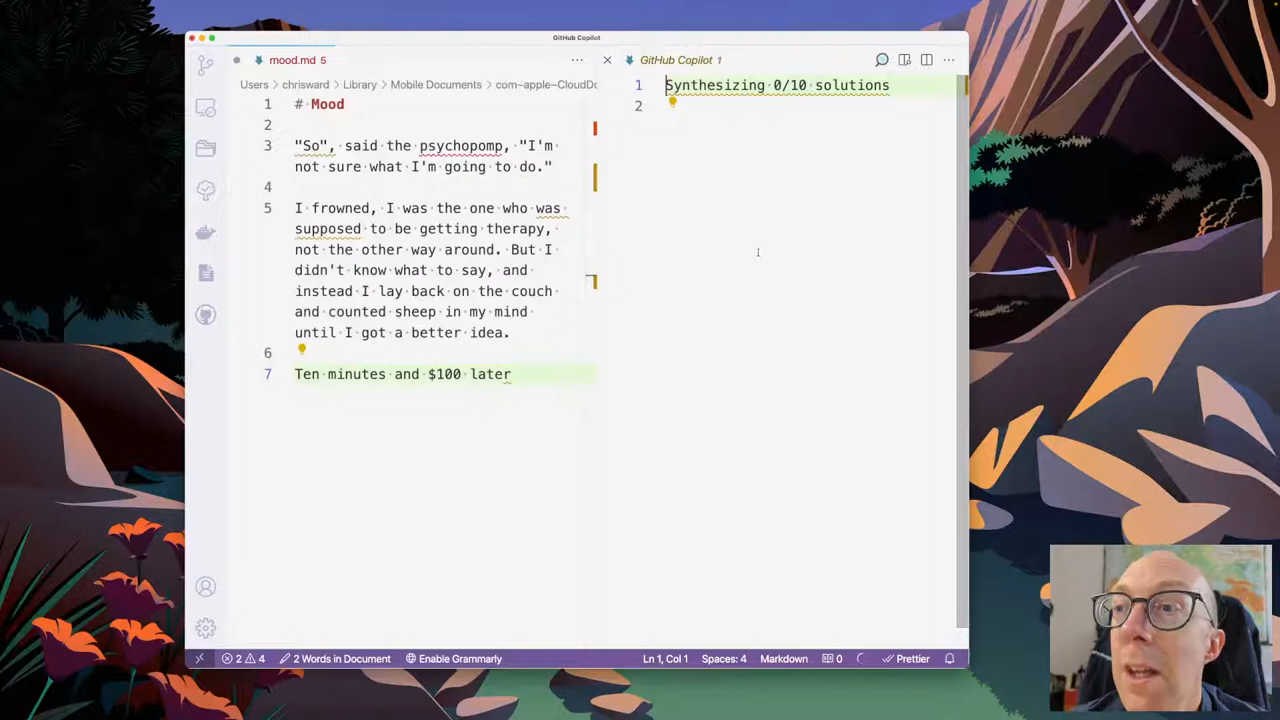 GitHub Copilot
mood.md 5
GitHub Copilot 1
Users > chrisward > Library > Mobile Documents > com~apple~CloudDo
1 # Mood
2
3 "So", said the psychopomp, "I'm
not sure what I'm going to do."
4
5 I frowned, I was the one who was
supposed to be getting therapy,
not the other way around. But I
didn't know what to say, and
instead I lay back on the couch
and counted sheep in my mind
until I got a better idea.
6
7 Ten minutes and $100 later
1 Synthesizing 0/10 solutions
2
2 4 2 Words in Document Enable Grammarly Ln 1, Col 1 Spaces: 4 Markdown 0 Prettier